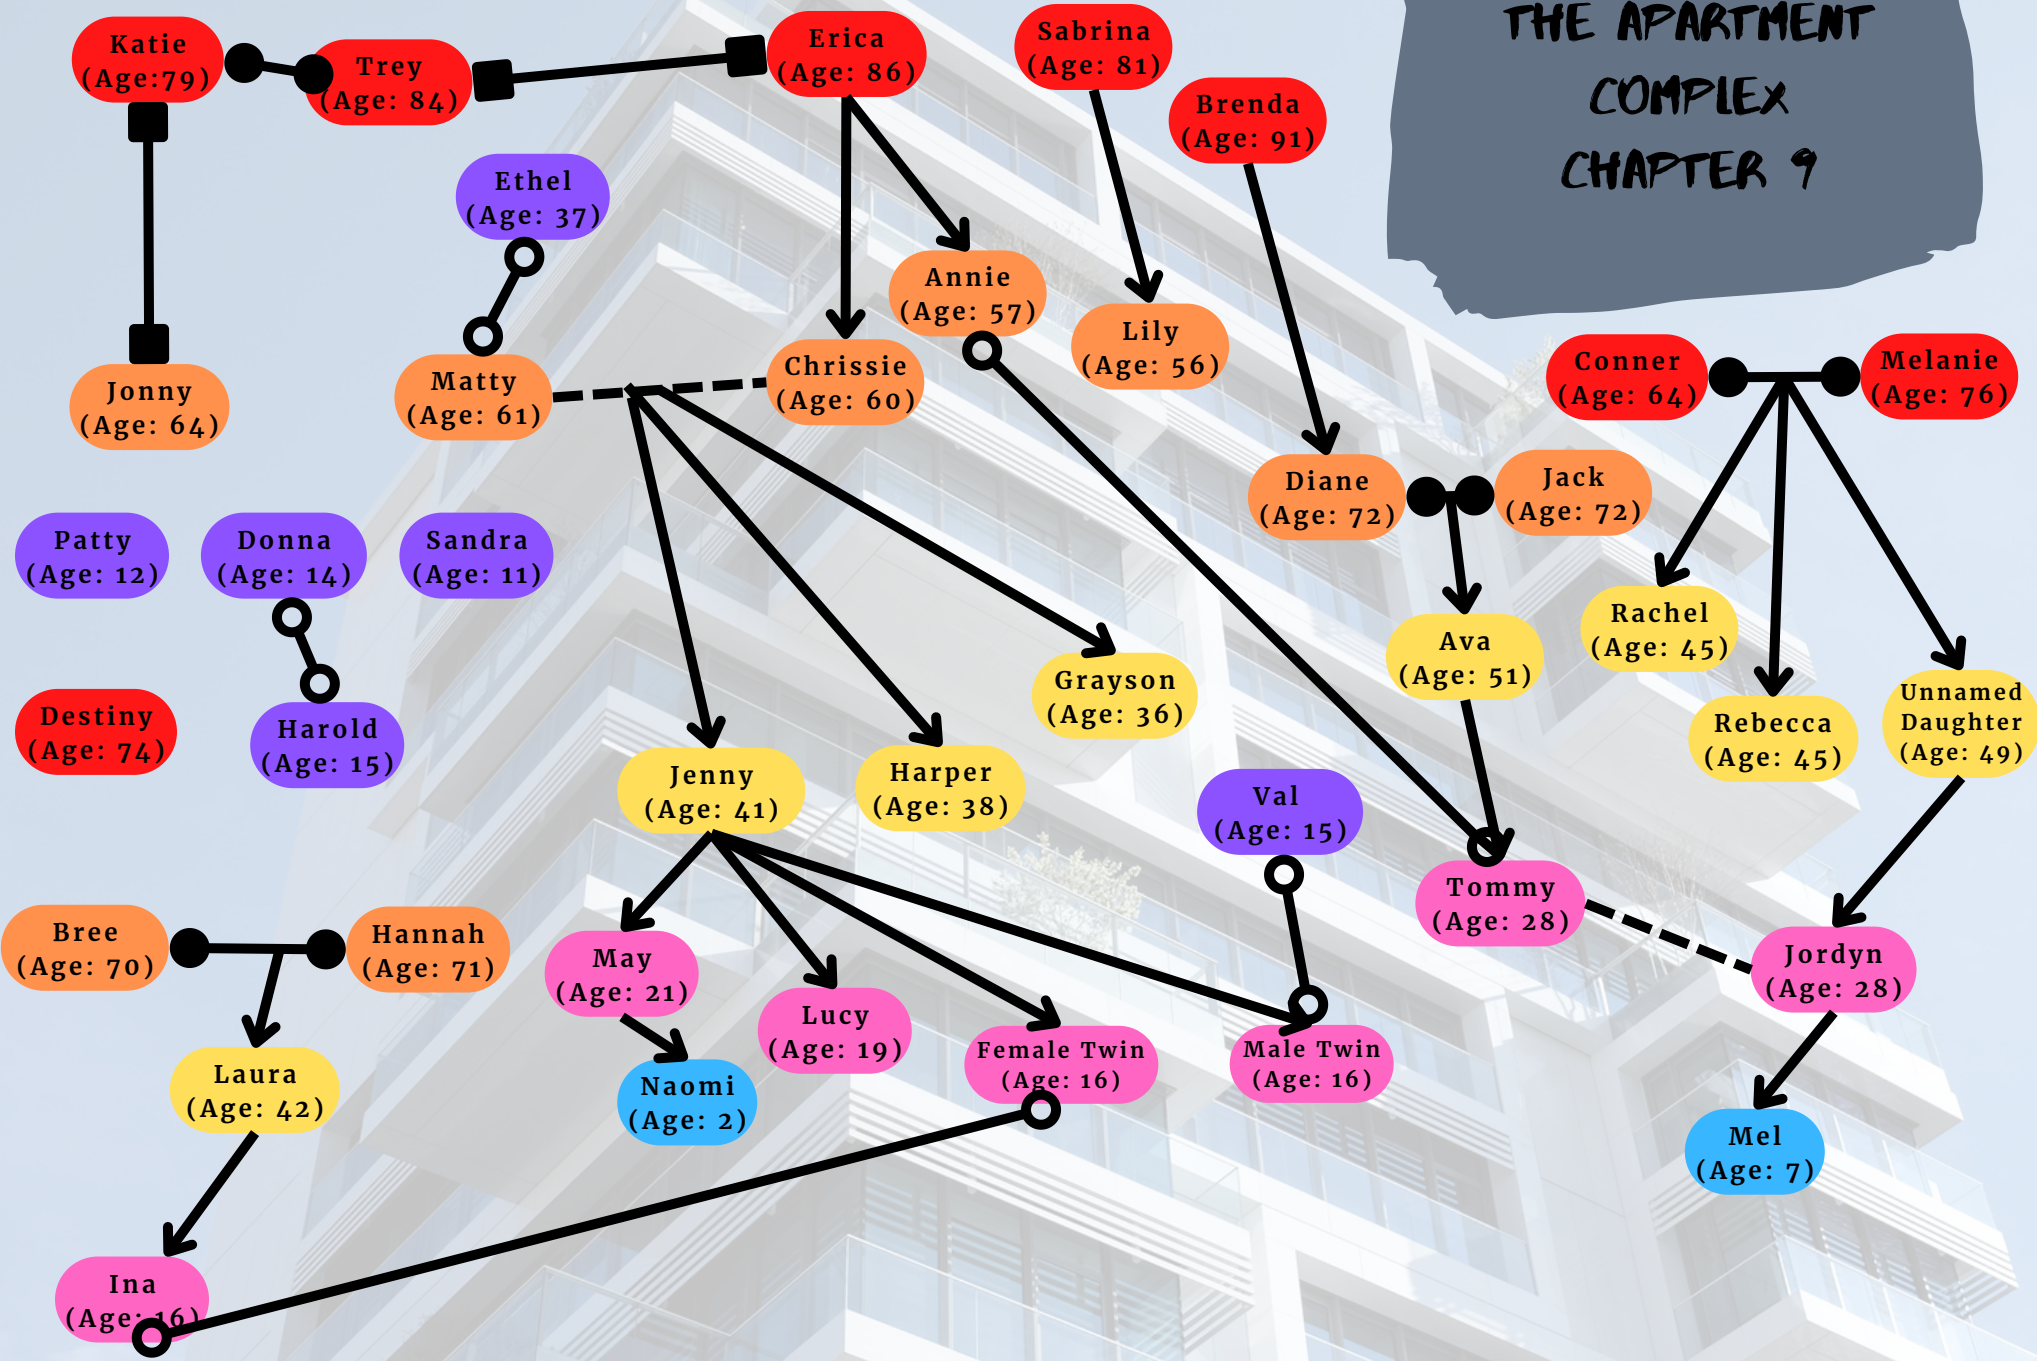 THE APARTMENT
COMPLEX
CHAPTER 9
Katie
(Age:79)
Trey
(Age: 84)
Erica
(Age: 86)
Sabrina
(Age: 81)
Brenda
(Age: 91)
Ethel
(Age: 37)
Annie
(Age: 57)
Lily
(Age: 56)
Jonny
(Age: 64)
Matty
(Age: 61)
Chrissie
(Age: 60)
Conner
(Age: 64)
Melanie
(Age: 76)
Diane
(Age: 72)
Jack
(Age: 72)
Patty
(Age: 12)
Donna
(Age: 14)
Sandra
(Age: 11)
Rachel
(Age: 45)
Ava
(Age: 51)
Grayson
(Age: 36)
Destiny
(Age: 74)
Harold
(Age: 15)
Rebecca
(Age: 45)
Unnamed
Daughter
(Age: 49)
Jenny
(Age: 41)
Harper
(Age: 38)
Val
(Age: 15)
Tommy
(Age: 28)
Bree
(Age: 70)
Hannah
(Age: 71)
May
(Age: 21)
Jordyn
(Age: 28)
Lucy
(Age: 19)
Female Twin
(Age: 16)
Male Twin
(Age: 16)
Laura
(Age: 42)
Naomi
(Age: 2)
Mel
(Age: 7)
Ina
(Age: 16)